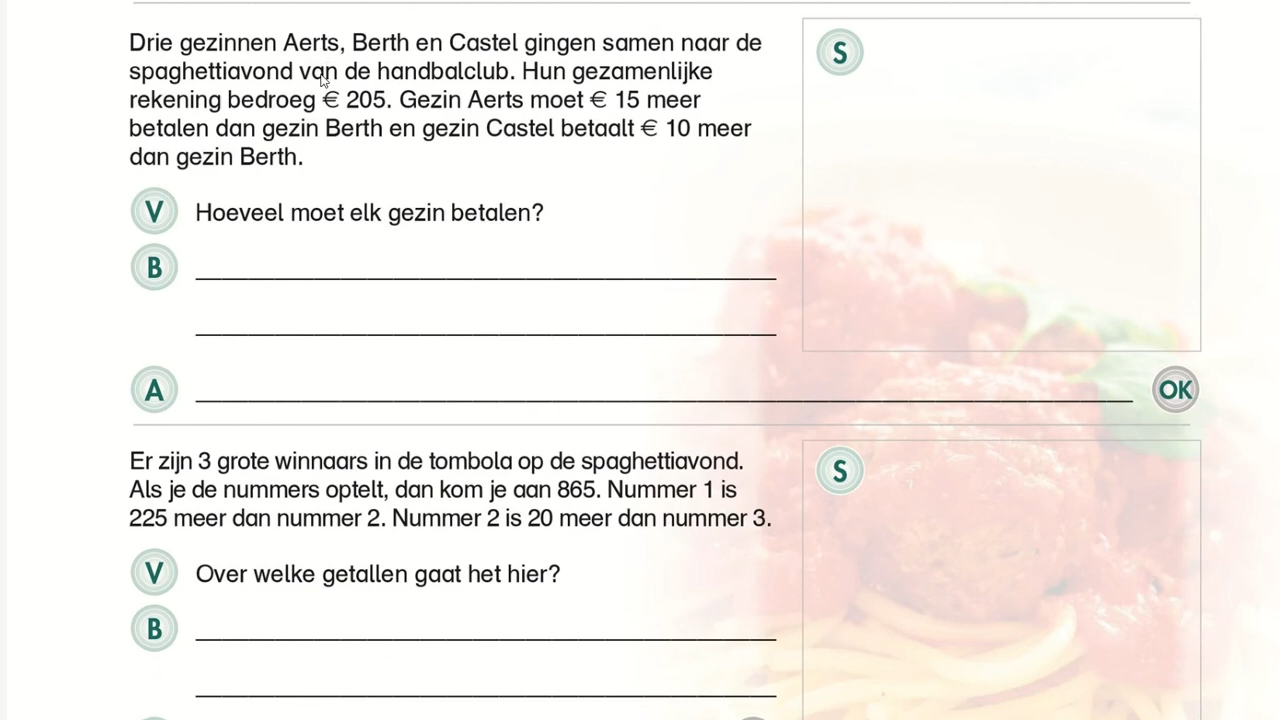 Drie gezinnen Aerts, Berth en Castel gingen samen naar de
spaghettiavond van de handbalclub. Hun gezamenlijke
rekening bedroeg € 205. Gezin Aerts moet € 15 meer
betalen dan gezin Berth en gezin Castel betaalt € 10 meer
dan gezin Berth.
S
V Hoeveel moet elk gezin betalen?
B
A
OK
Er zijn 3 grote winnaars in de tombola op de spaghettiavond.
Als je de nummers optelt, dan kom je aan 865. Nummer 1 is
225 meer dan nummer 2. Nummer 2 is 20 meer dan nummer 3.
S
V Over welke getallen gaat het hier?
B